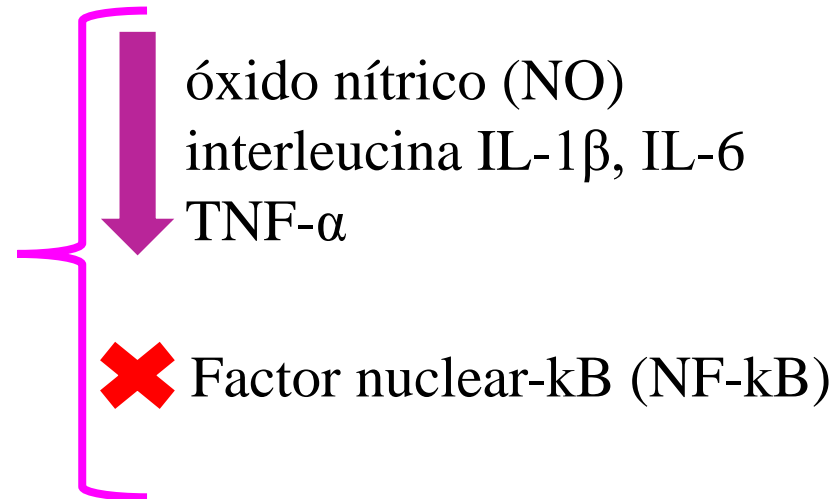 óxido nítrico (NO)
interleucina IL-1β, IL-6
TNF-α
Factor nuclear-kB (NF-kB)